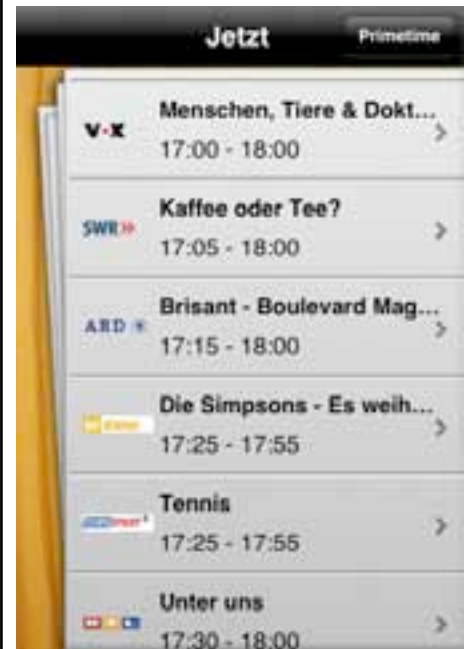 Jetzt
Primetime
VOX
Menschen, Tiere & Dokt...
17:00 - 18:00
SWR
Kaffee oder Tee?
17:05 - 18:00
ARD
Brisant - Boulevard Mag...
17:15 - 18:00
Die Simpsons - Es weih...
17:25 - 17:55
Tennis
17:25 - 17:55
Unter uns
17:30 - 18:00